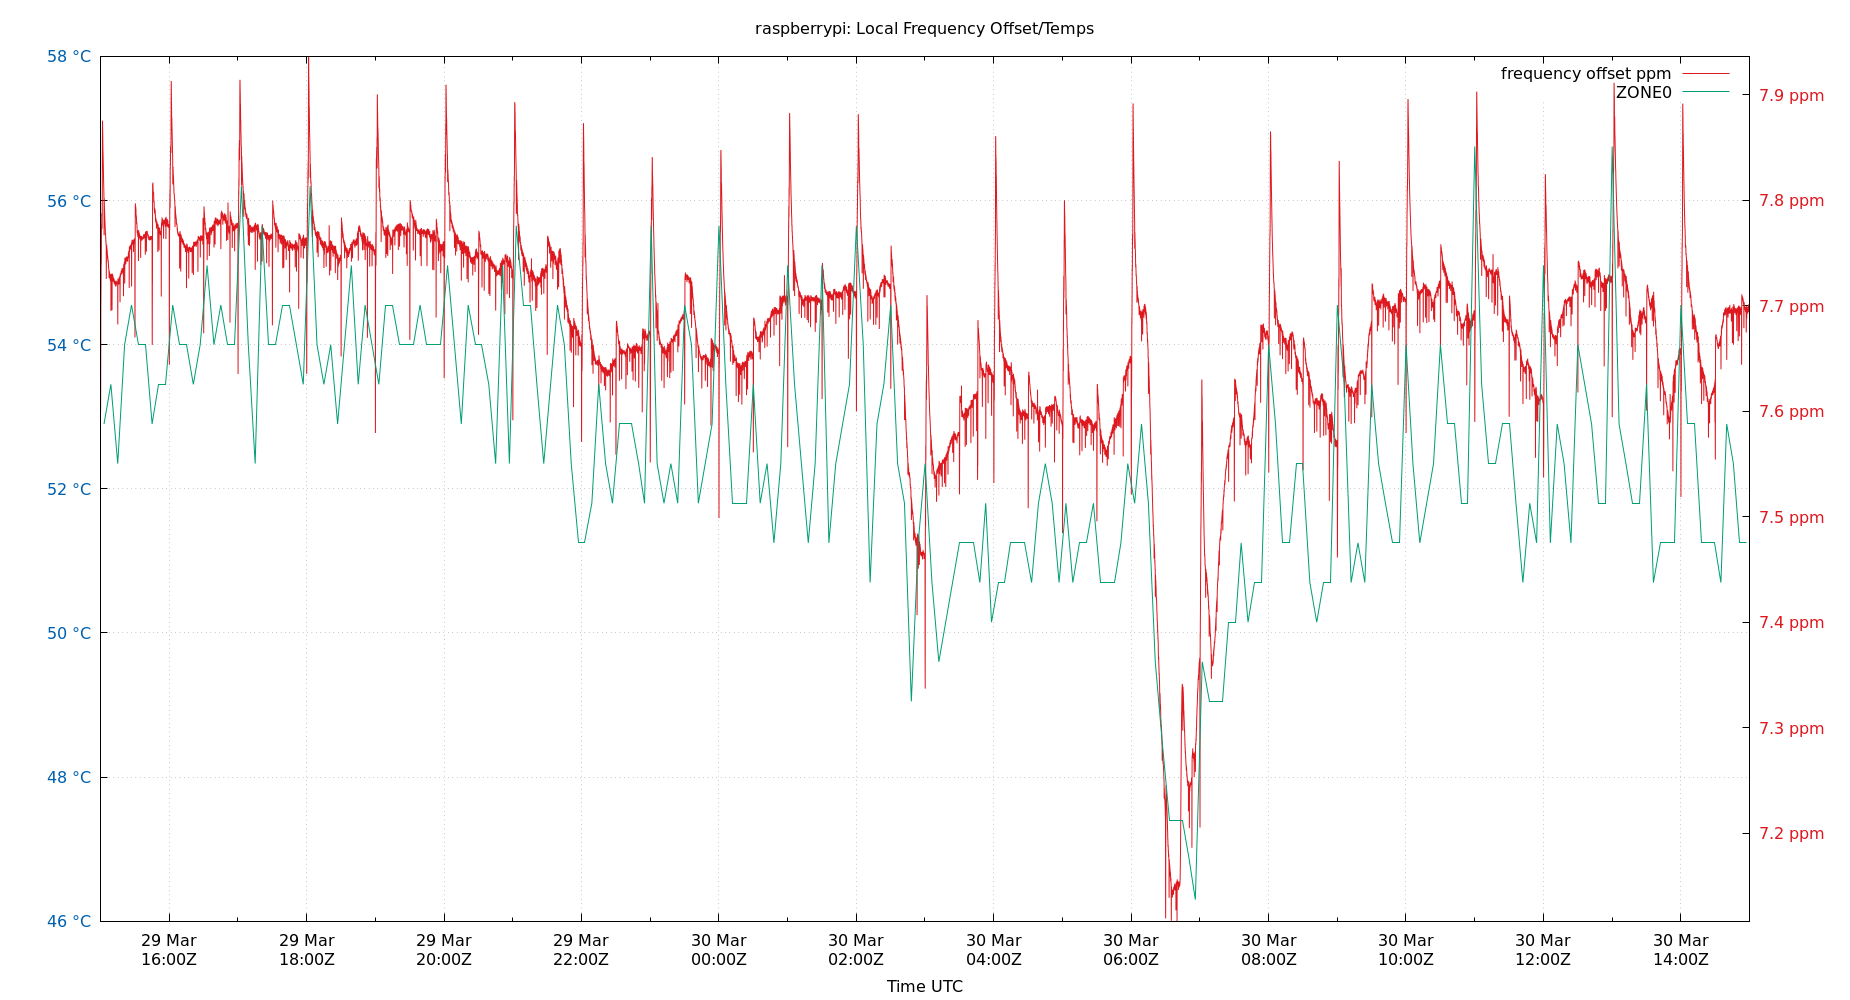 raspberrypi: Local Frequency Offset/Temps
frequency offset ppm
ZONE0
58 °C
56 °C
54 °C
52 °C
50 °C
48 °C
46 °C
7.9 ppm
7.8 ppm
7.7 ppm
7.6 ppm
7.5 ppm
7.4 ppm
7.3 ppm
7.2 ppm
29 Mar 29 Mar 29 Mar 29 Mar 30 Mar 30 Mar 30 Mar 30 Mar 30 Mar 30 Mar 30 Mar 30 Mar
16:00Z 18:00Z 20:00Z 22:00Z 00:00Z 02:00Z 04:00Z 06:00Z 08:00Z 10:00Z 12:00Z 14:00Z
Time UTC